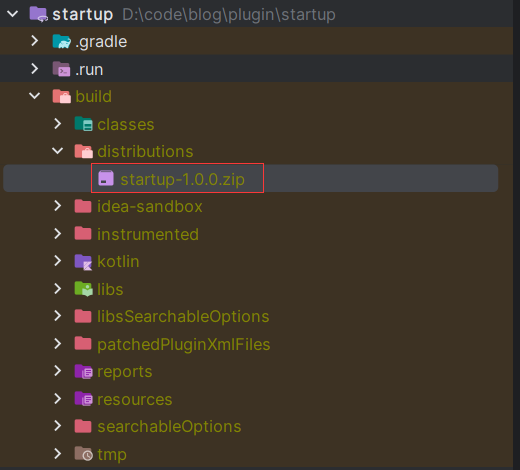 startup D:\code\blog\plugin\startup
.gradle
.run
build
classes
distributions
startup-1.0.0.zip
idea-sandbox
instrumented
kotlin
libs
libsSearchableOptions
patchedPluginXmlFiles
reports
resources
searchableOptions
tmp